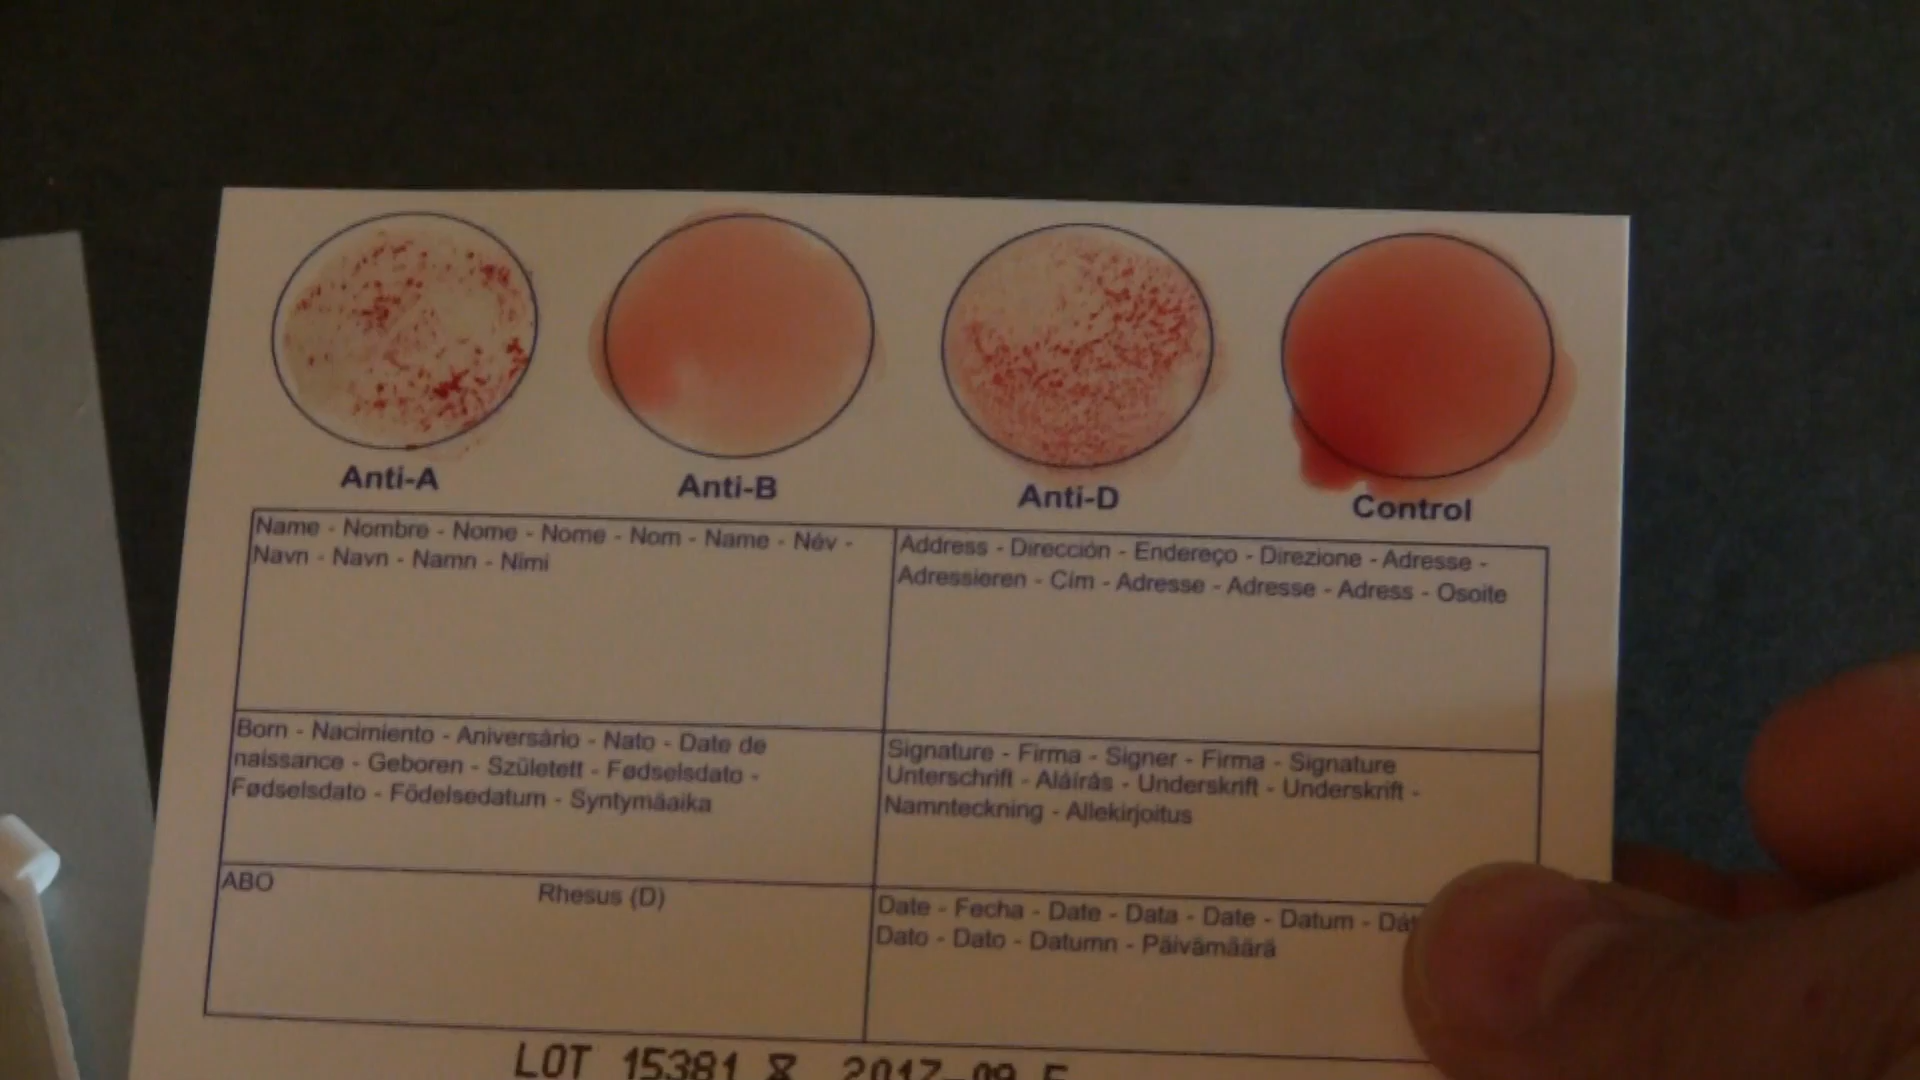 Anti-A
Anti-B
Anti-D
Control
Name - Nombre - Nome - Nome - Nom - Name - Név -
Navn - Navn - Namn - Nimi
Address - Dirección - Endereço - Direzione - Adresse -
Adressieren - Cím - Adresse - Adresse - Adress - Osoite
Born - Nacimiento - Aniversário - Nato - Date de
naissance - Geboren - Született - Fødselsdato -
Fødselsdato - Födelsedatum - Syntymäaika
Signature - Firma - Signer - Firma - Signature
Unterschrift - Aláírás - Underskrift - Underskrift -
Namnteckning - Allekirjoitus
ABO
Rhesus (D)
Date - Fecha - Date - Data - Date - Datum - Dát
Dato - Dato - Datumn - Päivämäärä
LOT 15381 2017-09